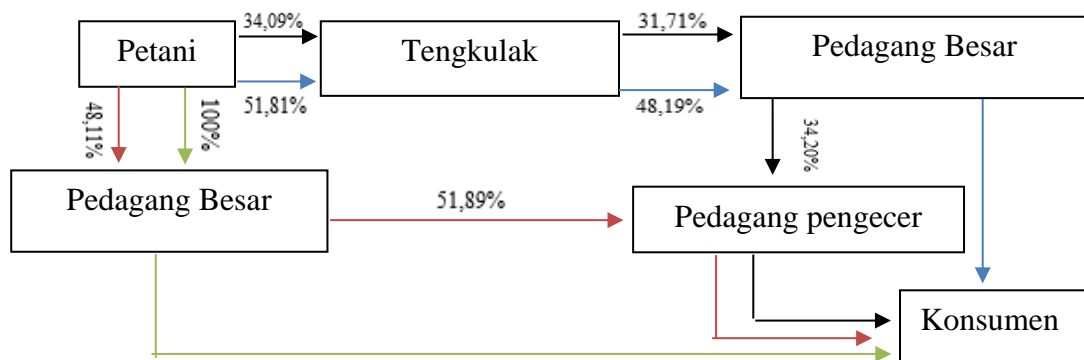 34,09%
31,71%
Petani
Tengkulak
Pedagang Besar
51,81%
48,19%
48,11%
100%
34,20%
Pedagang Besar
51,89%
Pedagang pengecer
Konsumen